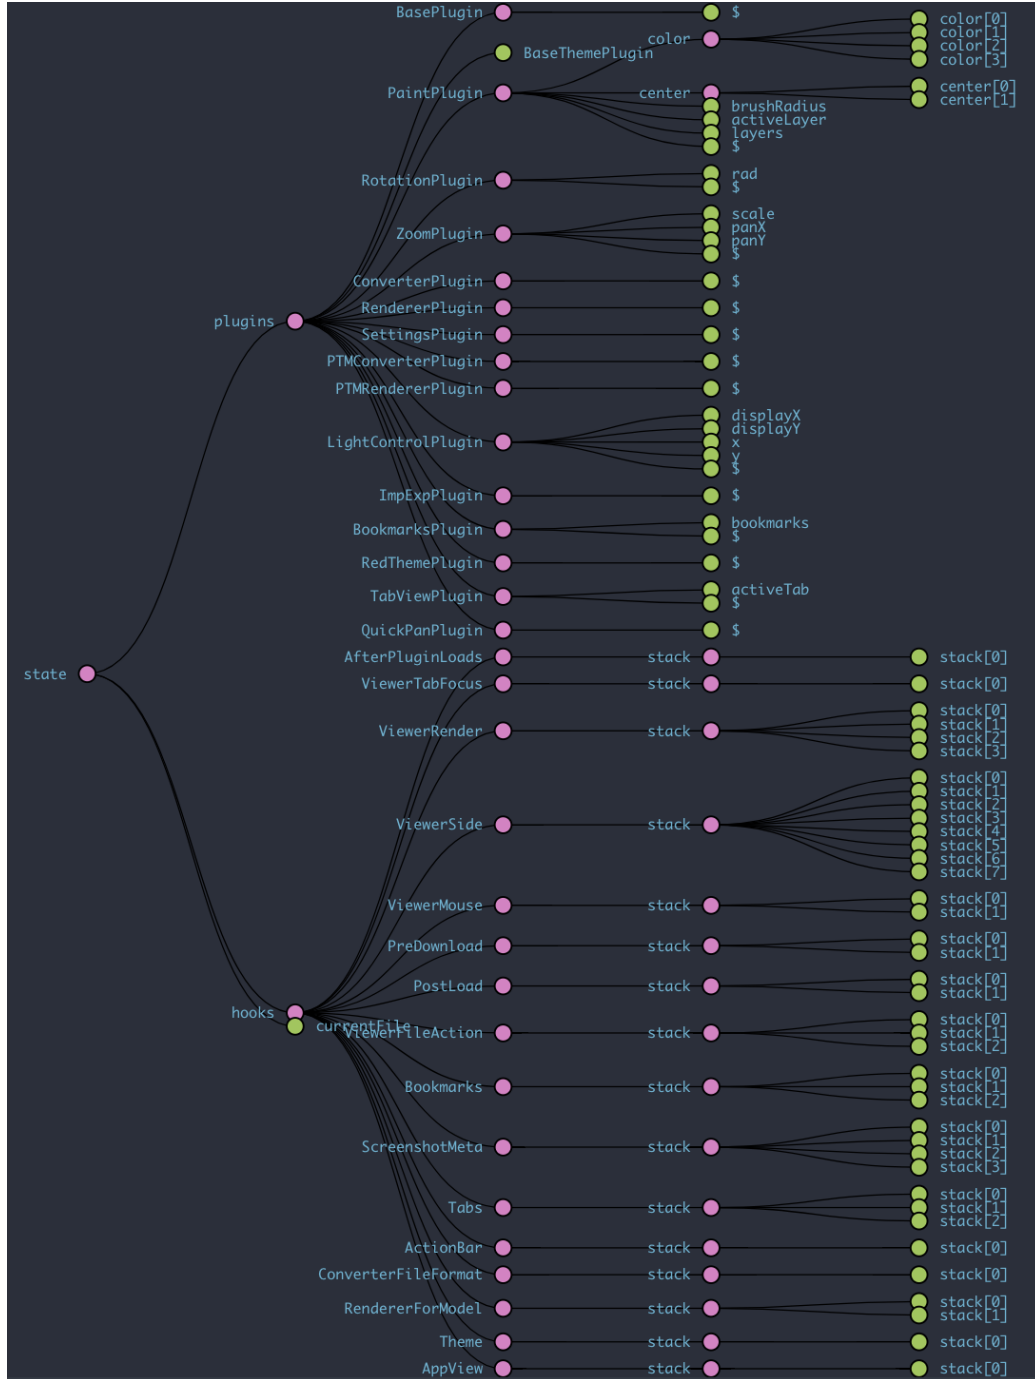 BasePlugin $
color[0]
color color[1]
color[2]
BaseThemePlugin color[3]
PaintPlugin center center[0]
center[1]
brushRadius
activeLayer
layers
$
RotationPlugin rad
$
scale
ZoomPlugin panX
panY
$
ConverterPlugin $
RendererPlugin $
plugins
SettingsPlugin $
PTMConverterPlugin $
PTMRendererPlugin $
displayX
displayY
LightControlPlugin x
y
$
ImpExpPlugin $
BookmarksPlugin bookmarks
$
RedThemePlugin $
TabViewPlugin activeTab
$
QuickPanPlugin $
AfterPluginLoads stack stack[0]
state
ViewerTabFocus stack stack[0]
stack[0]
ViewerRender stack stack[1]
stack[2]
stack[3]
stack[0]
stack[1]
stack[2]
ViewerSide stack stack[3]
stack[4]
stack[5]
stack[6]
stack[7]
ViewerMouse stack stack[0]
stack[1]
PreDownload stack stack[0]
stack[1]
PostLoad stack stack[0]
stack[1]
hooks
currentFile
stack[0]
ViewerFileAction stack stack[1]
stack[2]
stack[0]
Bookmarks stack stack[1]
stack[2]
stack[0]
ScreenshotMeta stack stack[1]
stack[2]
stack[3]
stack[0]
Tabs stack stack[1]
stack[2]
ActionBar stack stack[0]
ConverterFileFormat stack stack[0]
RendererForModel stack stack[0]
stack[1]
Theme stack stack[0]
AppView stack stack[0]